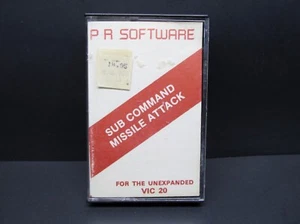 P R SOFTWARE
SUB COMMAND
MISSILE ATTACK
FOR THE UNEXPANDED
VIC 20